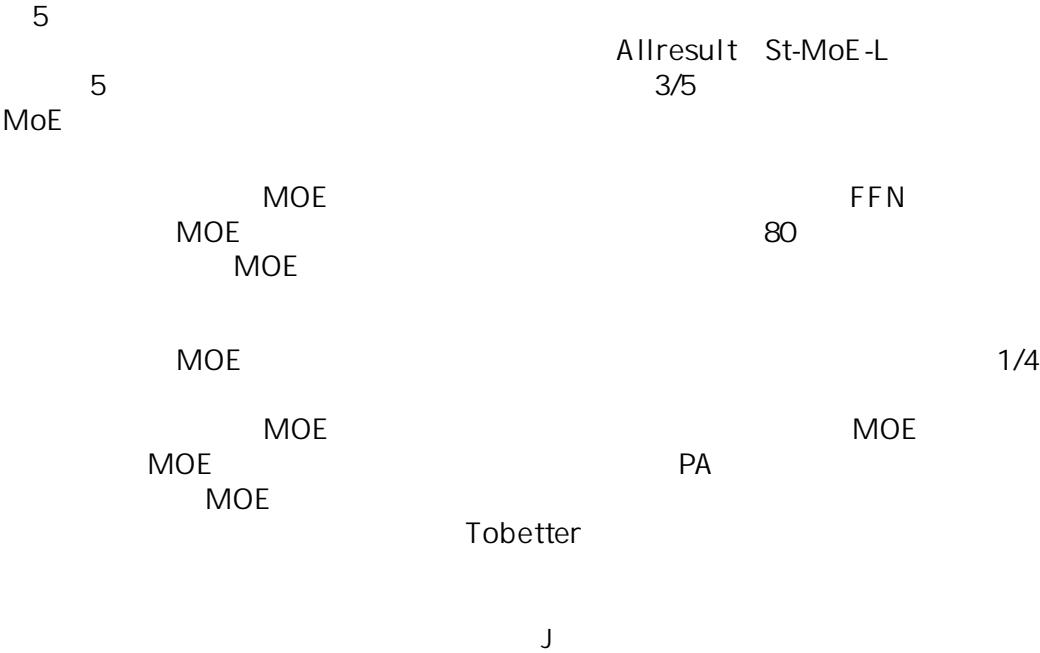 5
Allresult St-MoE-L
5 3/5
MoE
MOE FFN
MOE 80
MOE
MOE 1/4
MOE MOE
MOE PA
MOE
Tobetter
J